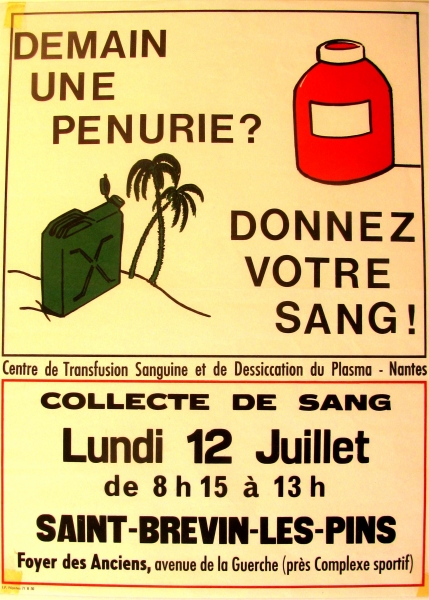 DEMAIN
UNE
PENURIE?
DONNEZ
VOTRE
SANG!
Centre de Transfusion Sanguine et de Dessiccation du Plasma - Nantes
COLLECTE DE SANG
Lundi 12 Juillet
de 8 h 15 à 13 h
SAINT-BREVIN-LES-PINS
Foyer des Anciens, avenue de la Guerche (près Complexe sportif)